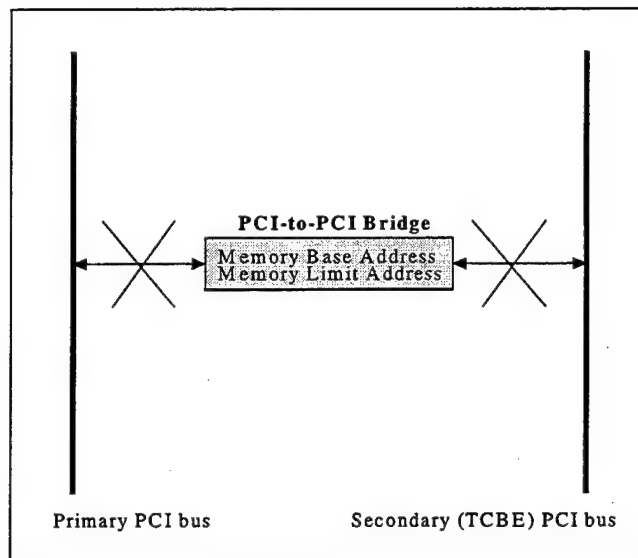 PCI-to-PCI Bridge
Memory Base Address
Memory Limit Address
Primary PCI bus
Secondary (TCBE) PCI bus